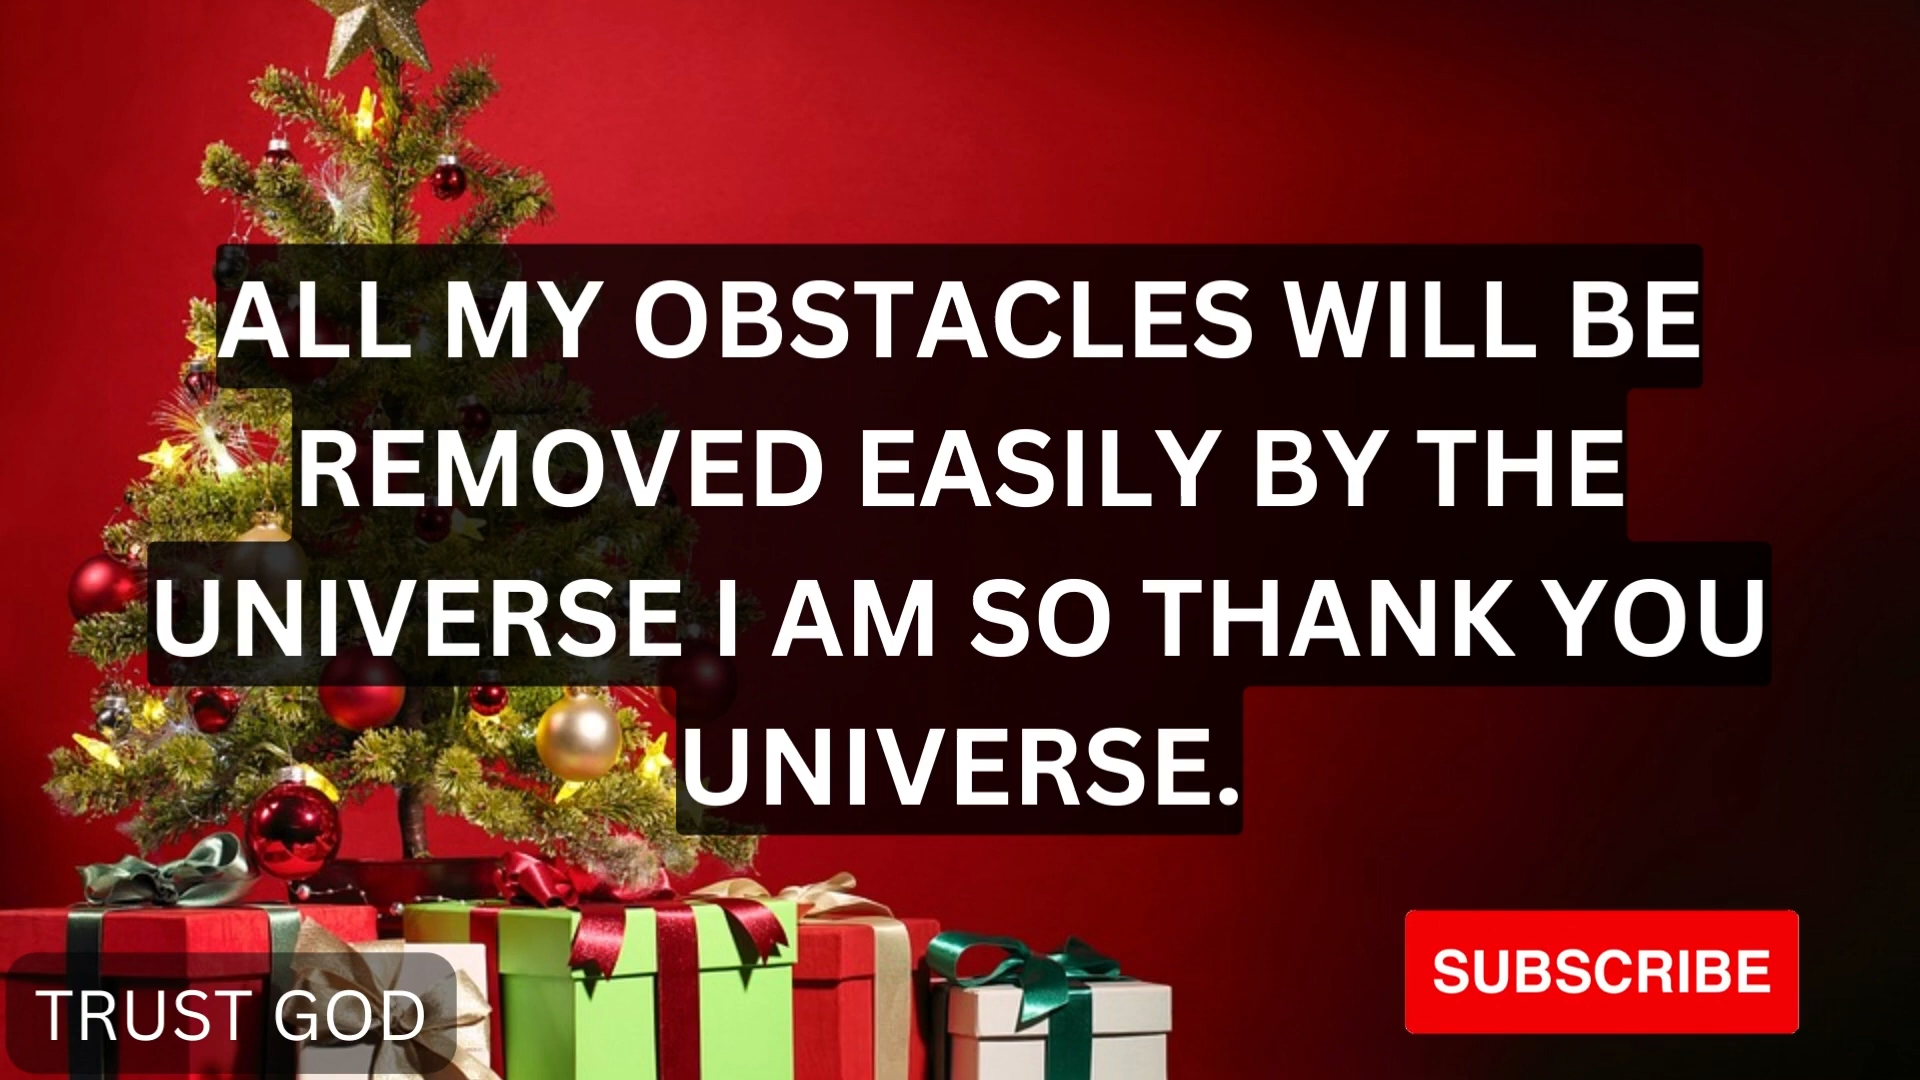 ALL MY OBSTACLES WILL BE
REMOVED EASILY BY THE
UNIVERSE I AM SO THANK YOU
UNIVERSE.
SUBSCRIBE
TRUST GOD